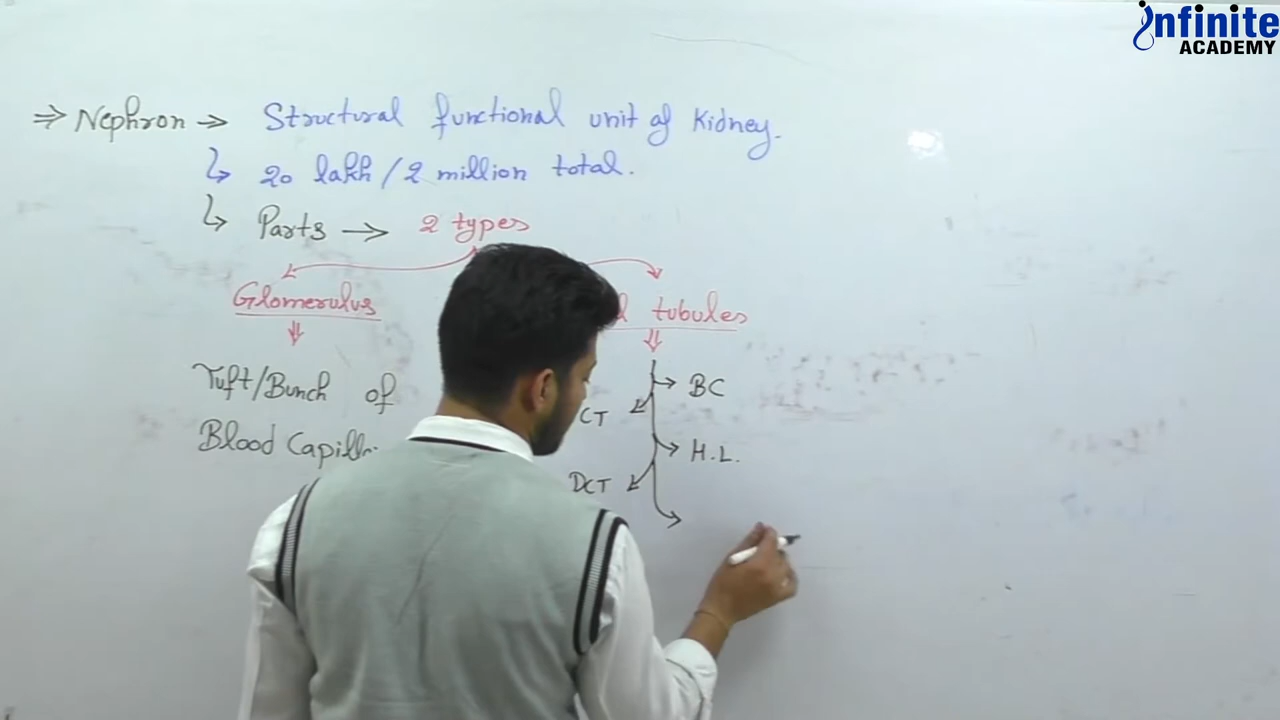 infinite
ACADEMY
⇒ Nephron → Structural functional unit of Kidney.
↳ 20 lakh / 2 million total.
↳ Parts → 2 types
Glomerulus
tubules
Tuft/Bunch of
Blood Capill
BC
CT
H.L.
DCT